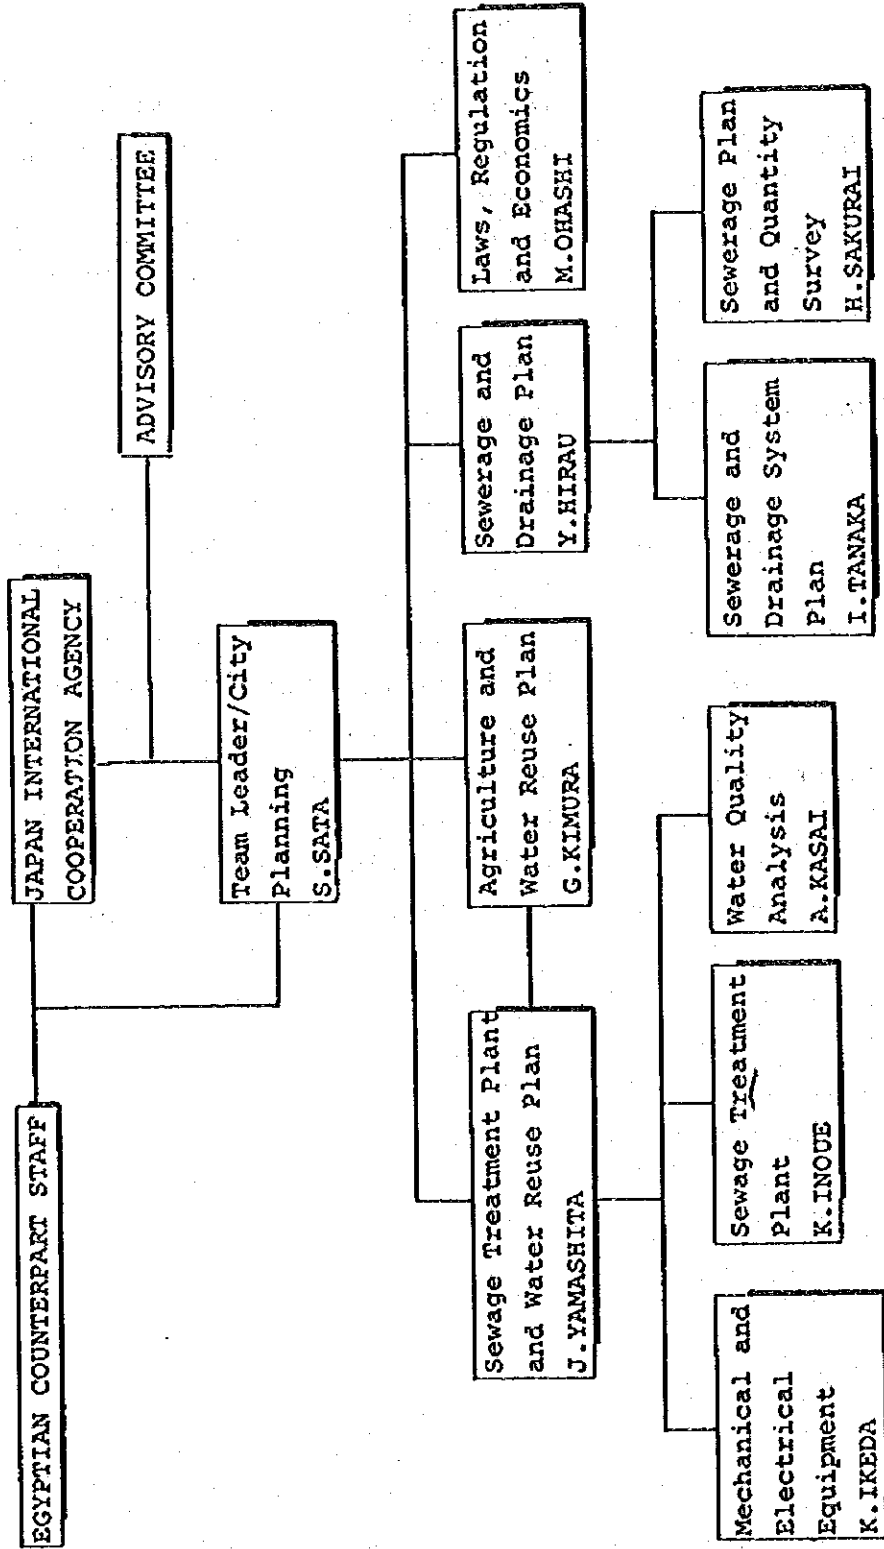 EGYPTIAN COUNTERPART STAFF
JAPAN INTERNATIONAL
COOPERATION AGENCY
ADVISORY COMMITTEE
Team Leader/City
Planning
S.SATA
Sewage Treatment Plant
and Water Reuse Plan
J.YAMASHITA
Agriculture and
Water Reuse Plan
G.KIMURA
Sewerage and
Drainage Plan
Y.HIRAU
Laws, Regulation
and Economics
M.OHASHI
Mechanical and
Electrical
Equipment
K.IKEDA
Sewage Treatment
Plant
K.INOUE
Water Quality
Analysis
A.KASAI
Sewerage and
Drainage System
Plan
I.TANAKA
Sewerage Plan
and Quantity
Survey
H.SAKURAI